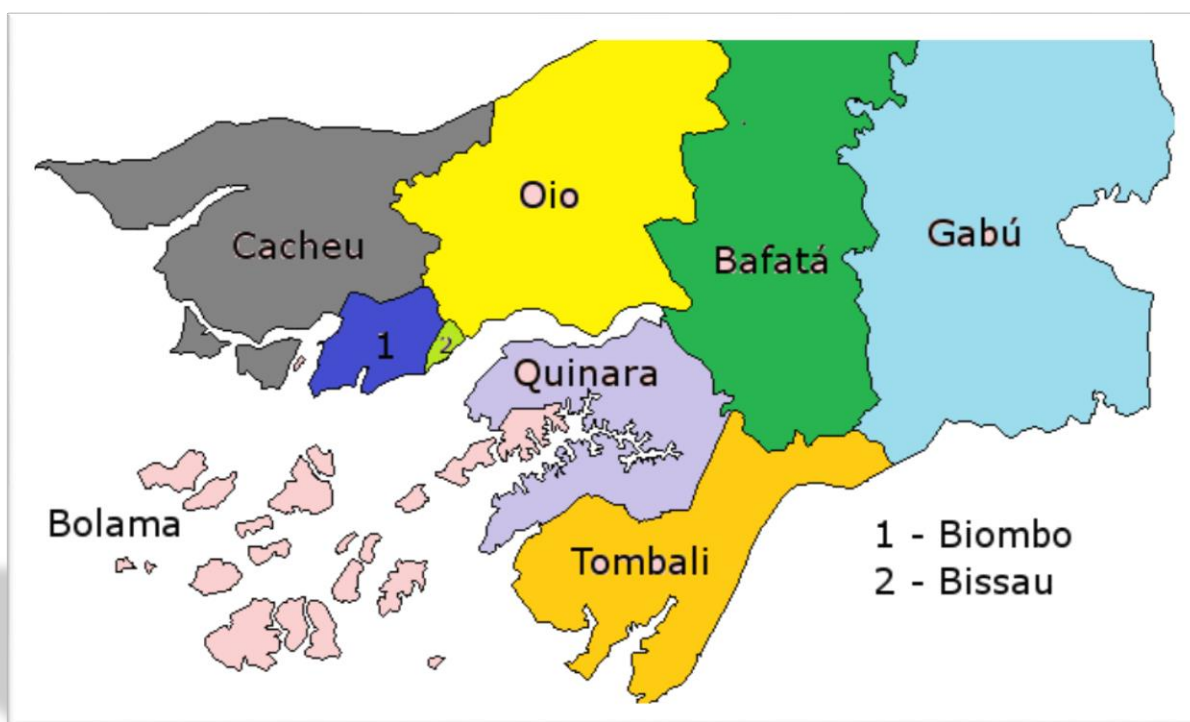 Oio
Cacheu
Bafatá
Gabú
1
2
Quinara
Bolama
Tombali
1 - Biombo
2 - Bissau